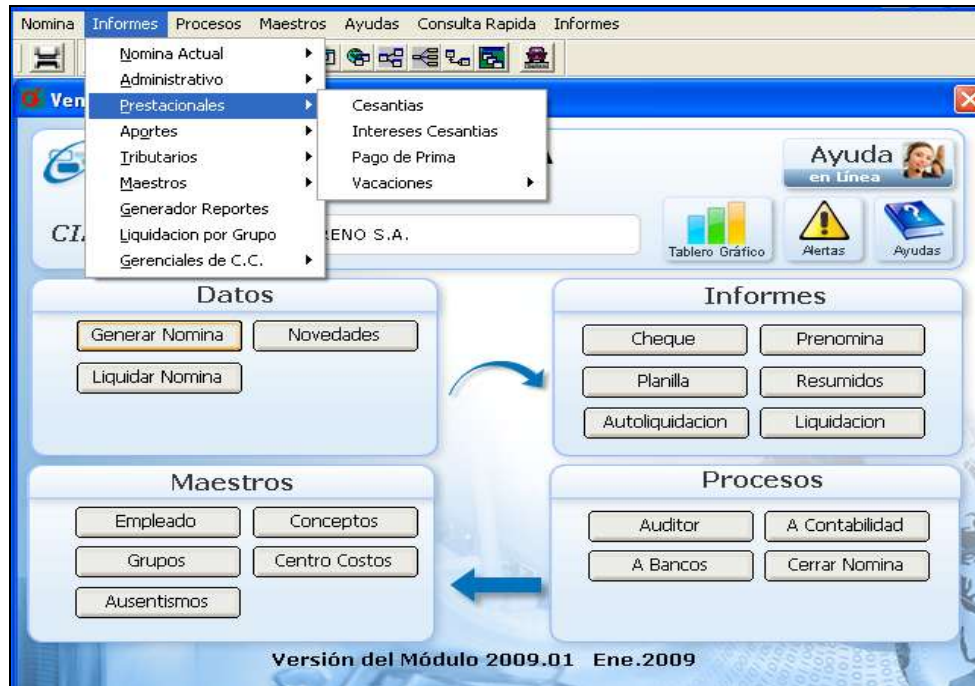 Nomina Informes Procesos Maestros Ayudas Consulta Rapida Informes
Nomina Actual
Administrativo
Prestacionales
Aportes
Tributarios
Maestros
Generador Reportes
Liquidacion por Grupo
Gerenciales de C.C.
Cesantias
Intereses Cesantias
Pago de Prima
Vacaciones
Ven
Ayuda
en Línea
ENO S.A.
Tablero Gráfico
Alertas
Ayudas
Datos
Generar Nomina
Novedades
Liquidar Nomina
Informes
Cheque
Prenomina
Planilla
Resumidos
Autoliquidacion
Liquidacion
Maestros
Empleado
Conceptos
Grupos
Centro Costos
Ausentismos
Procesos
Auditor
A Contabilidad
A Bancos
Cerrar Nomina
Versión del Módulo 2009.01 Ene.2009